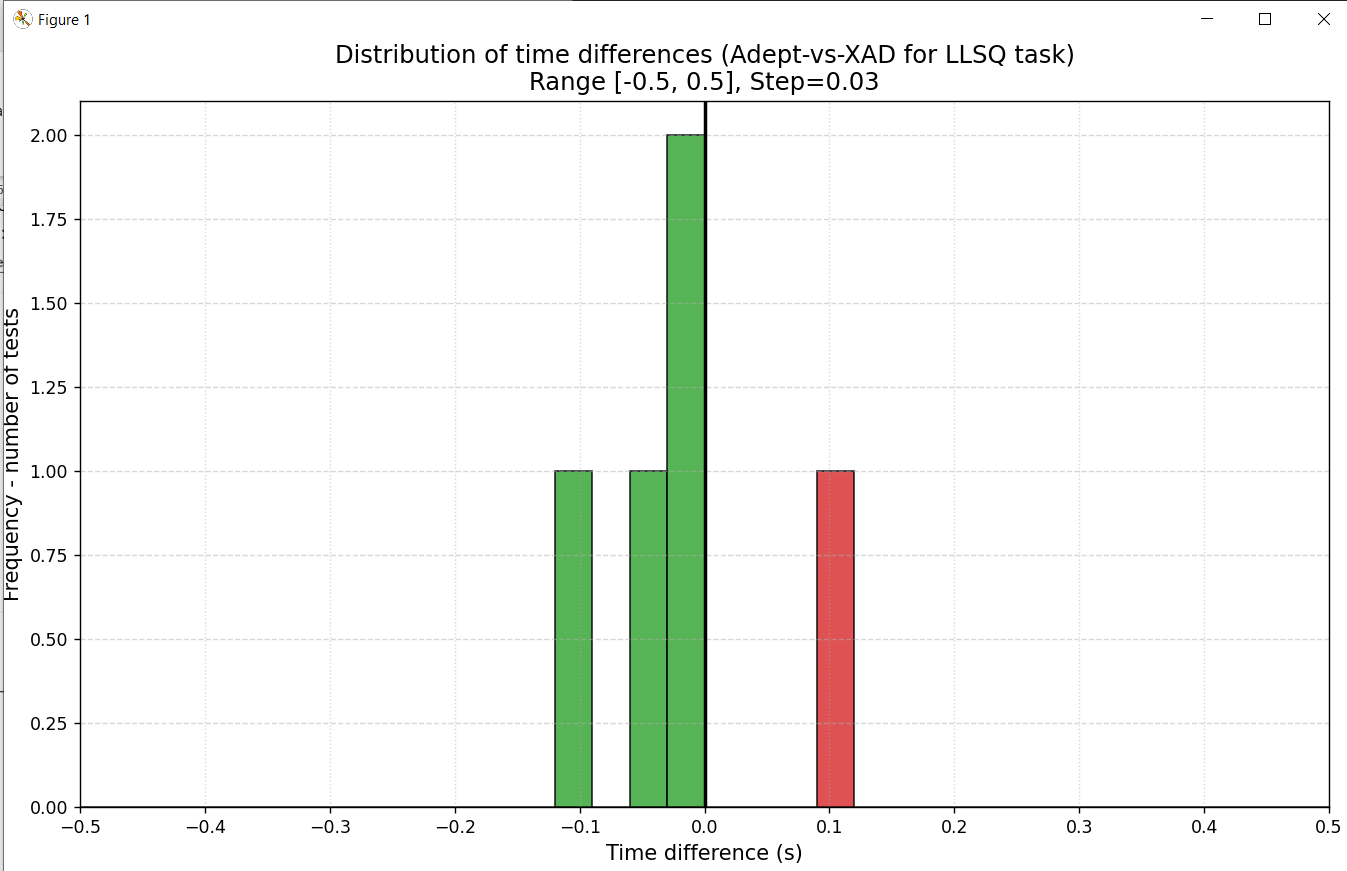 Figure 1
Distribution of time differences (Adept-vs-XAD for LLSQ task)
Range [-0.5, 0.5], Step=0.03
Frequency - number of tests
2.00
1.75
1.50
1.25
1.00
0.75
0.50
0.25
0.00
−0.5 −0.4 −0.3 −0.2 −0.1 0.0 0.1 0.2 0.3 0.4 0.5
Time difference (s)